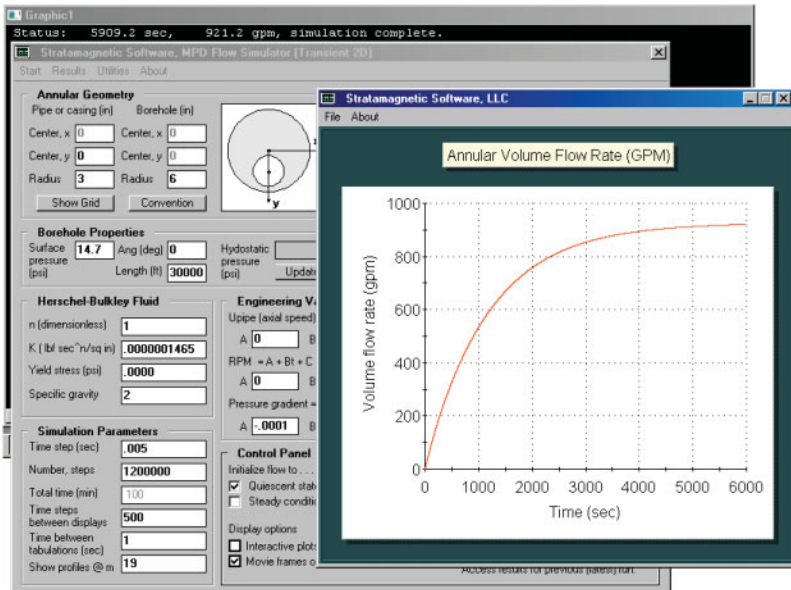 Graphic1
Status: 5909.2 sec, 921.2 gpm, simulation complete.
Stratamagnetic Software, MPD Flow Simulator (Transient 2D)
Start Results Utilities About
Annular Geometry
Pipe or casing (in) Borehole (in)
Center, x 0 Center, x 0
Center, y 0 Center, y 0
Radius 3 Radius 6
Show Grid Convention
y
Borehole Properties
Surface pressure (psi) 14.7 Ang (deg) 0
Length (ft) 30000
Hydostatic pressure (psi)
Herschel-Bulkley Fluid
n (dimensionless) 1
K ( lbf sec^n/sq in) .0000001465
Yield stress (psi) .0000
Specific gravity 2
Upipe (axial speed)
A 0 B
RPM = A + Bt + C
A 0 B
Pressure gradient =
A -.0001 B
Simulation Parameters
Time step (sec) .005
Number, steps 1200000
Total time (min) 100
Time steps between displays 500
Time between tabulations (sec) 1
Show profiles @ m 19
Control Panel
Initialize flow to . . .
Quiescent
Steady
Display options
Interactive
Movie frames
Access results for previous (latest) run.
Stratamagnetic Software, LLC
File About
Annular Volume Flow Rate (GPM)
Volume flow rate (gpm)
1000
800
600
400
200
0
0 1000 2000 3000 4000 5000 6000
Time (sec)